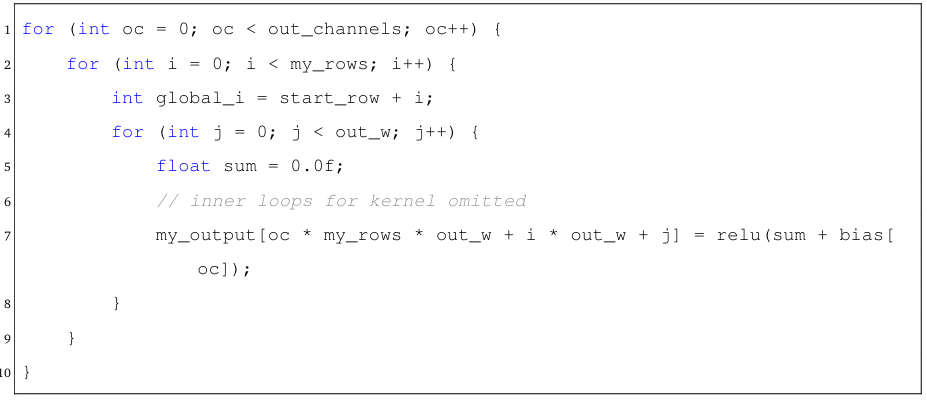 1 for (int oc = 0; oc < out_channels; oc++) {
2     for (int i = 0; i < my_rows; i++) {
3         int global_i = start_row + i;
4         for (int j = 0; j < out_w; j++) {
5             float sum = 0.0f;
6             // inner loops for kernel omitted
7             my_output[oc * my_rows * out_w + i * out_w + j] = relu(sum + bias[
                oc]);
8         }
9     }
10 }